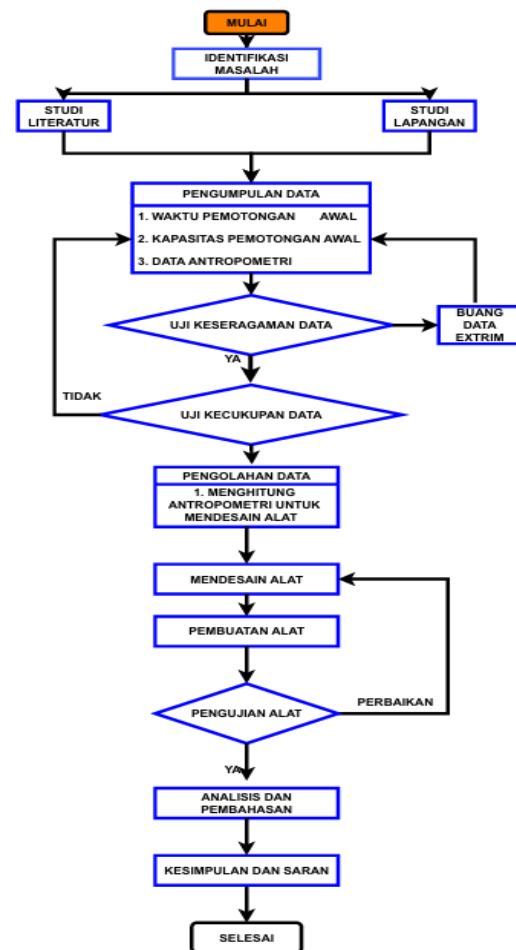 MULAI
IDENTIFIKASI
MASALAH
STUDI
LITERATUR
STUDI
LAPANGAN
PENGUMPULAN DATA
1. WAKTU PEMOTONGAN AWAL
2. KAPASITAS PEMOTONGAN AWAL
3. DATA ANTROPOMETRI
UJI KESERAGAMAN DATA
BUANG
DATA
EXTRIM
YA
TIDAK
UJI KECUKUPAN DATA
PENGOLAHAN DATA
1. MENGHITUNG
ANTROPOMETRI UNTUK
MENDESAIN ALAT
MENDESAIN ALAT
PEMBUATAN ALAT
PENGUJIAN ALAT
PERBAIKAN
YA
ANALISIS DAN
PEMBAHASAN
KESIMPULAN DAN SARAN
SELESAI